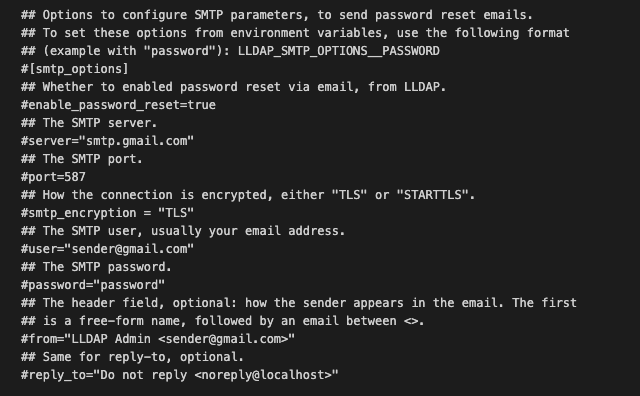 ## Options to configure SMTP parameters, to send password reset emails.
## To set these options from environment variables, use the following format
## (example with "password"): LLDAP_SMTP_OPTIONS__PASSWORD
#[smtp_options]
## Whether to enabled password reset via email, from LLDAP.
#enable_password_reset=true
## The SMTP server.
#server="smtp.gmail.com"
## The SMTP port.
#port=587
## How the connection is encrypted, either "TLS" or "STARTTLS".
#smtp_encryption = "TLS"
## The SMTP user, usually your email address.
#user="sender@gmail.com"
## The SMTP password.
#password="password"
## The header field, optional: how the sender appears in the email. The first
## is a free-form name, followed by an email between <>.
#from="LLDAP Admin <sender@gmail.com>"
## Same for reply-to, optional.
#reply_to="Do not reply <noreply@localhost>"